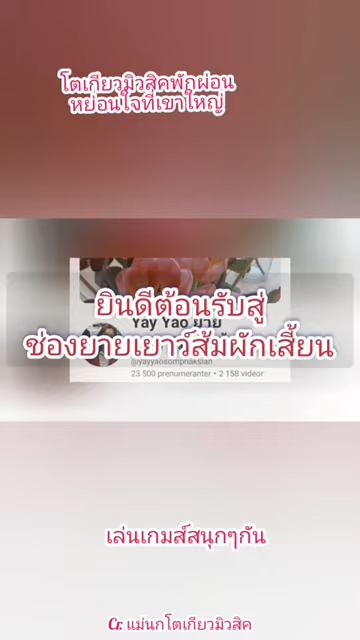 โตเกียวมิวสิคพักผ่อน
หย่อนใจที่เขาใหญ่
ยินดีต้อนรับสู่
Yay Yao ยาย
ช่องยายเยาว์ส้มผักเสี้ยน
@yayyaosompnaksian
23 500 prenumeranter • 2 158 videor
เล่นเกมส์สนุกๆกัน
Cr. แม่นกโตเกียวมิวสิค